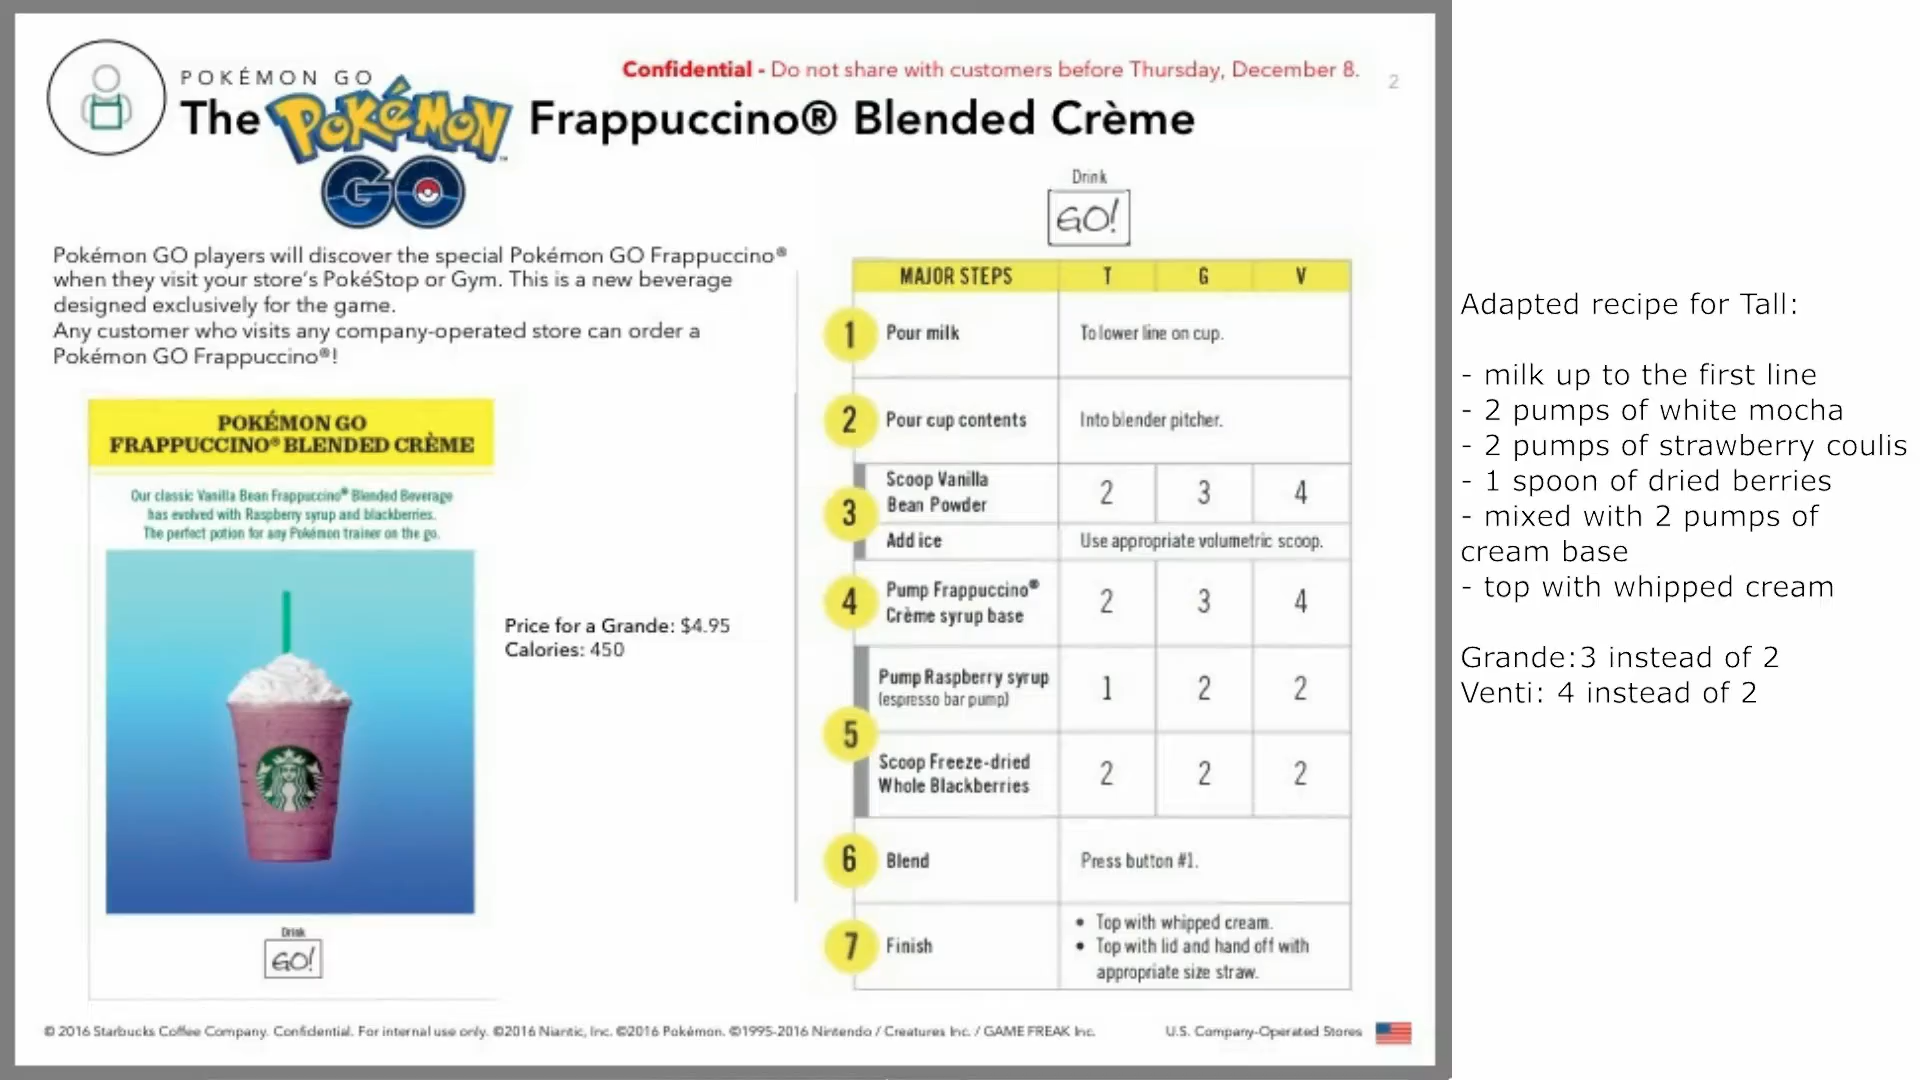 POKÉMON GO
Confidential - Do not share with customers before Thursday, December 8.
2
The POKéMON GO Frappuccino® Blended Crème
Pokémon GO players will discover the special Pokémon GO Frappuccino®
when they visit your store's PokéStop or Gym. This is a new beverage
designed exclusively for the game.
Any customer who visits any company-operated store can order a
Pokémon GO Frappuccino®!
POKÉMON GO
FRAPPUCCINO® BLENDED CRÈME
Our classic Vanilla Bean Frappuccino® Blended Beverage
has evolved with Raspberry syrup and blackberries.
The perfect potion for any Pokémon trainer on the go.
Drink
GO!
Price for a Grande: $4.95
Calories: 450
Drink
GO!
MAJOR STEPS T G V
1 Pour milk To lower line on cup.
2 Pour cup contents Into blender pitcher.
3 Scoop Vanilla
Bean Powder 2 3 4
Add ice Use appropriate volumetric scoop.
4 Pump Frappuccino®
Crème syrup base 2 3 4
5 Pump Raspberry syrup
(espresso bar pump) 1 2 2
Scoop Freeze-dried
Whole Blackberries 2 2 2
6 Blend Press button #1.
7 Finish • Top with whipped cream.
• Top with lid and hand off with
appropriate size straw.
© 2016 Starbucks Coffee Company. Confidential. For internal use only. ©2016 Niantic, Inc. ©2016 Pokémon. ©1995-2016 Nintendo / Creatures Inc. / GAME FREAK Inc.
U.S. Company-Operated Stores
Adapted recipe for Tall:
- milk up to the first line
- 2 pumps of white mocha
- 2 pumps of strawberry coulis
- 1 spoon of dried berries
- mixed with 2 pumps of
cream base
- top with whipped cream
Grande:3 instead of 2
Venti: 4 instead of 2